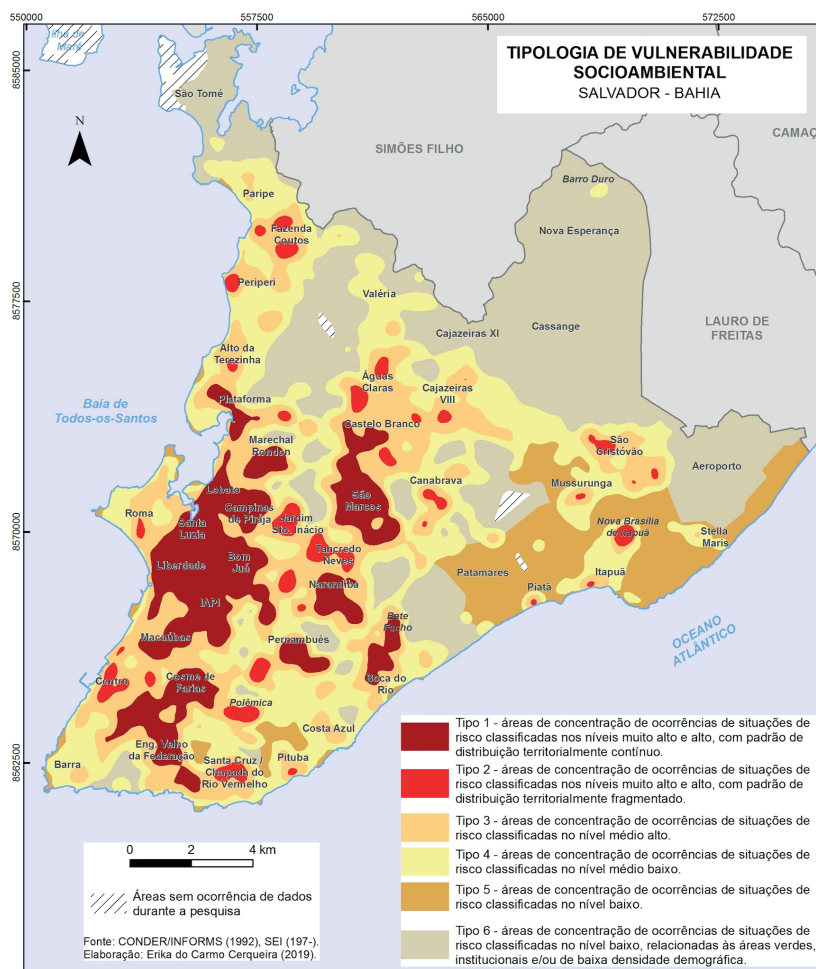 550000
557500
565000
572500
8585000
8577500
8570000
8562500
TIPOLOGIA DE VULNERABILIDADE
SOCIOAMBIENTAL
SALVADOR - BAHIA
Ilha de
Maré
São Tomé
N
SIMÕES FILHO
CAMAÇ
LAURO DE
FREITAS
Barro Duro
Nova Esperança
Paripe
Fazenda
Coutos
Periperi
Valéria
Cassange
Cajazeiras XI
Alto da
Terezinha
Águas
Claras
Cajazeiras
VIII
Plataforma
Baía de
Todos-os-Santos
Castelo Branco
Marechal
Rondon
São
Cristóvão
Aeroporto
Lobato
Canabrava
Mussurunga
São
Marcos
Campinas
de Pirajá
Roma
Jardim
Sto. Inácio
Santa
Luzia
Nova Brasília
de Itapuã
Stella
Maris
Tancredo
Neves
Bom
Juá
Liberdade
Patamares
Itapuã
Piatã
Narandiba
IAPI
Bate
Facho
Macaúbas
Pernambués
OCEANO
ATLÂNTICO
Centro
Cosme de
Farias
Boca do
Rio
Polêmica
Costa Azul
Eng. Velho
da Federação
Santa Cruz /
Chapada do
Rio Vermelho
Pituba
Barra
Tipo 1 - áreas de concentração de ocorrências de situações de
risco classificadas nos níveis muito alto e alto, com padrão de
distribuição territorialmente contínuo.
Tipo 2 - áreas de concentração de ocorrências de situações de
risco classificadas nos níveis muito alto e alto, com padrão de
distribuição territorialmente fragmentado.
Tipo 3 - áreas de concentração de ocorrências de situações de
risco classificadas no nível médio alto.
Tipo 4 - áreas de concentração de ocorrências de situações de
risco classificadas no nível médio baixo.
Tipo 5 - áreas de concentração de ocorrências de situações de
risco classificadas no nível baixo.
Tipo 6 - áreas de concentração de ocorrências de situações de
risco classificadas no nível baixo, relacionadas às áreas verdes,
institucionais e/ou de baixa densidade demográfica.
0 2 4 km
Áreas sem ocorrência de dados
durante a pesquisa
Fonte: CONDER/INFORMS (1992), SEI (197-).
Elaboração: Erika do Carmo Cerqueira (2019).